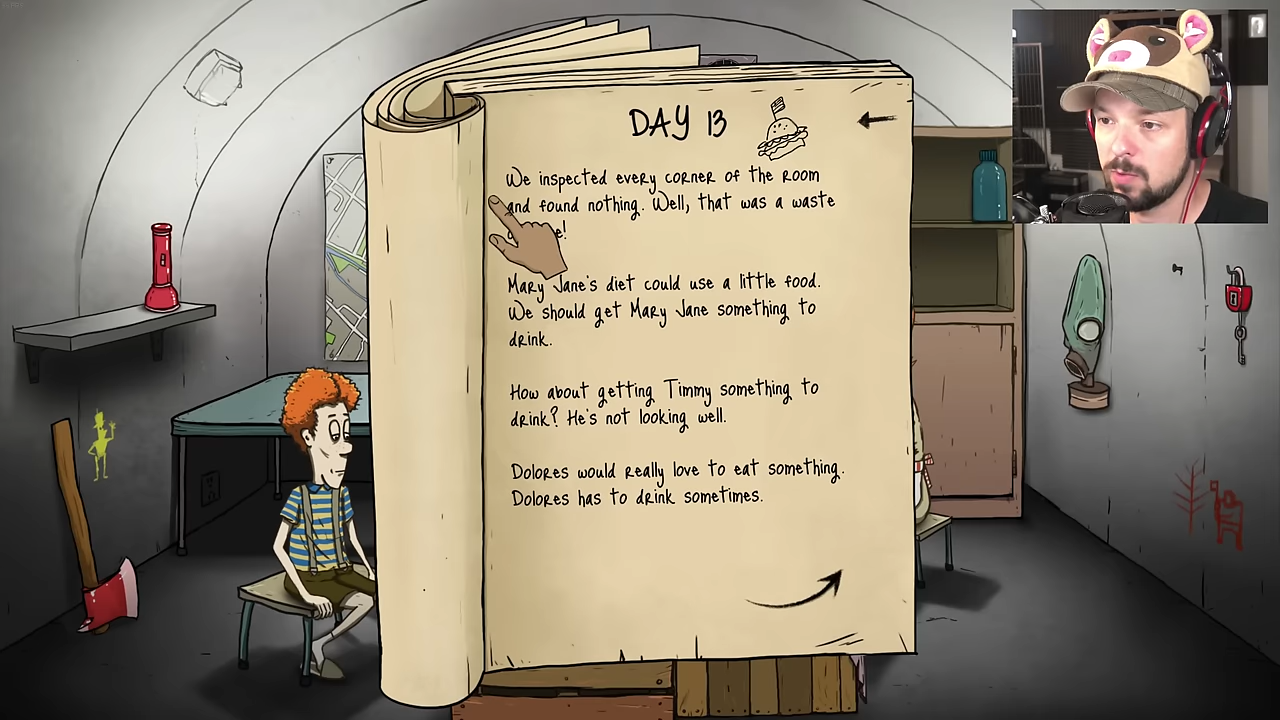 DAY 13
We inspected every corner of the room
and found nothing. Well, that was a waste
Mary Jane's diet could use a little food.
We should get Mary Jane something to
drink.
How about getting Timmy something to
drink? He's not looking well.
Dolores would really love to eat something.
Dolores has to drink sometimes.